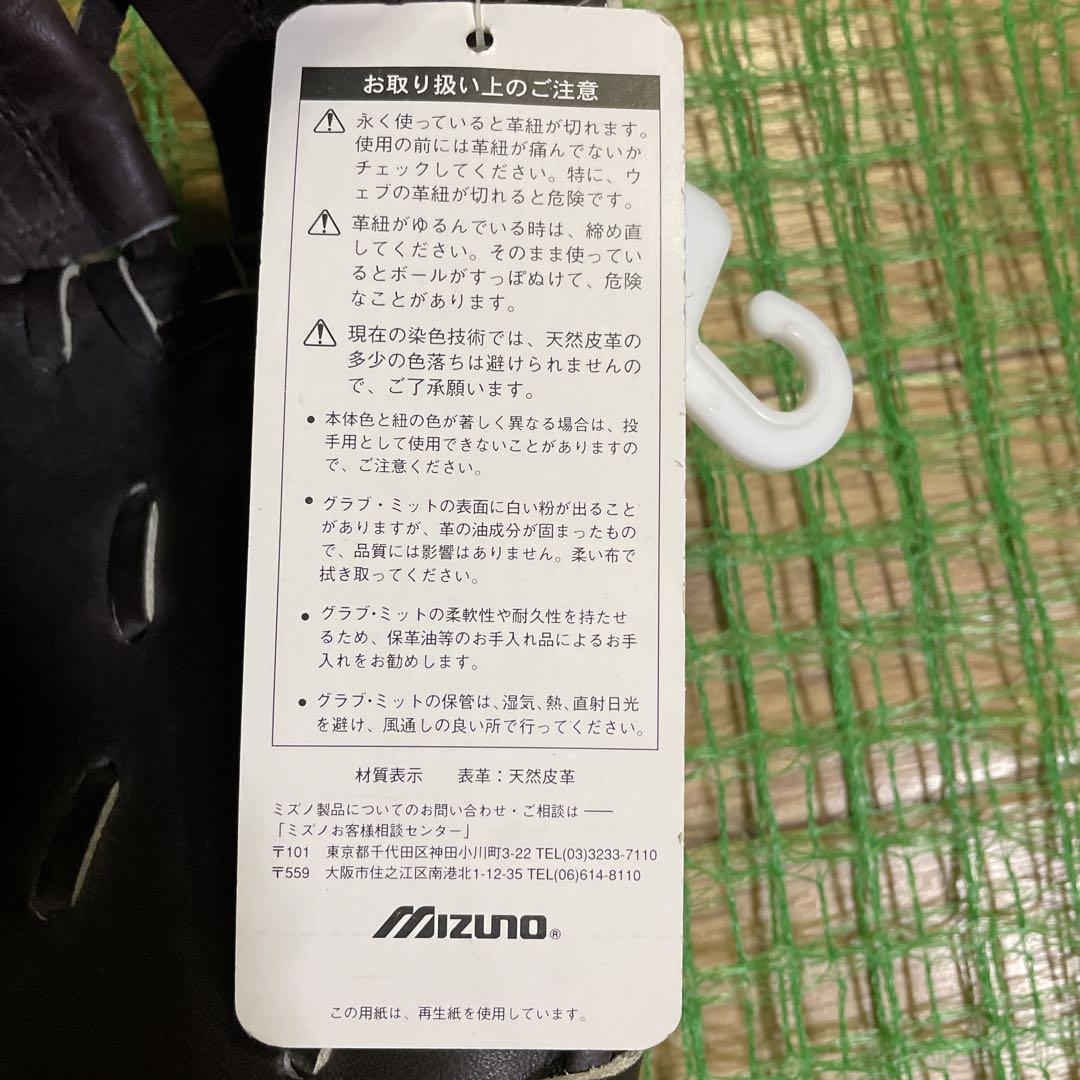 お取り扱い上のご注意
永く使っていると革紐が切れます。
使用の前には革紐が痛んでないか
チェックしてください。特に、ウ
ェブの革紐が切れると危険です。
革紐がゆるんでいる時は、締め直
してください。そのまま使ってい
るとボールがすっぽぬけて、危険
なことがあります。
現在の染色技術では、天然皮革の
多少の色落ちは避けられませんの
で、ご了承願います。
● 本体色と紐の色が著しく異なる場合は、投
手用として使用できないことがありますの
で、ご注意ください。
● グラブ・ミットの表面に白い粉が出ること
がありますが、革の油成分が固まったもの
で、品質には影響はありません。柔い布で
拭き取ってください。
● グラブ・ミットの柔軟性や耐久性を持たせ
るため、保革油等のお手入れ品によるお手
入れをお勧めします。
● グラブ・ミットの保管は、湿気、熱、直射日光
を避け、風通しの良い所で行ってください。
材質表示 表革：天然皮革
ミズノ製品についてのお問い合わせ・ご相談は──
「ミズノお客様相談センター」
〒101 東京都千代田区神田小川町3-22 TEL(03)3233-7110
〒559 大阪市住之江区南港北1-12-35 TEL(06)614-8110
MIZUNO®
この用紙は、再生紙を使用しています。